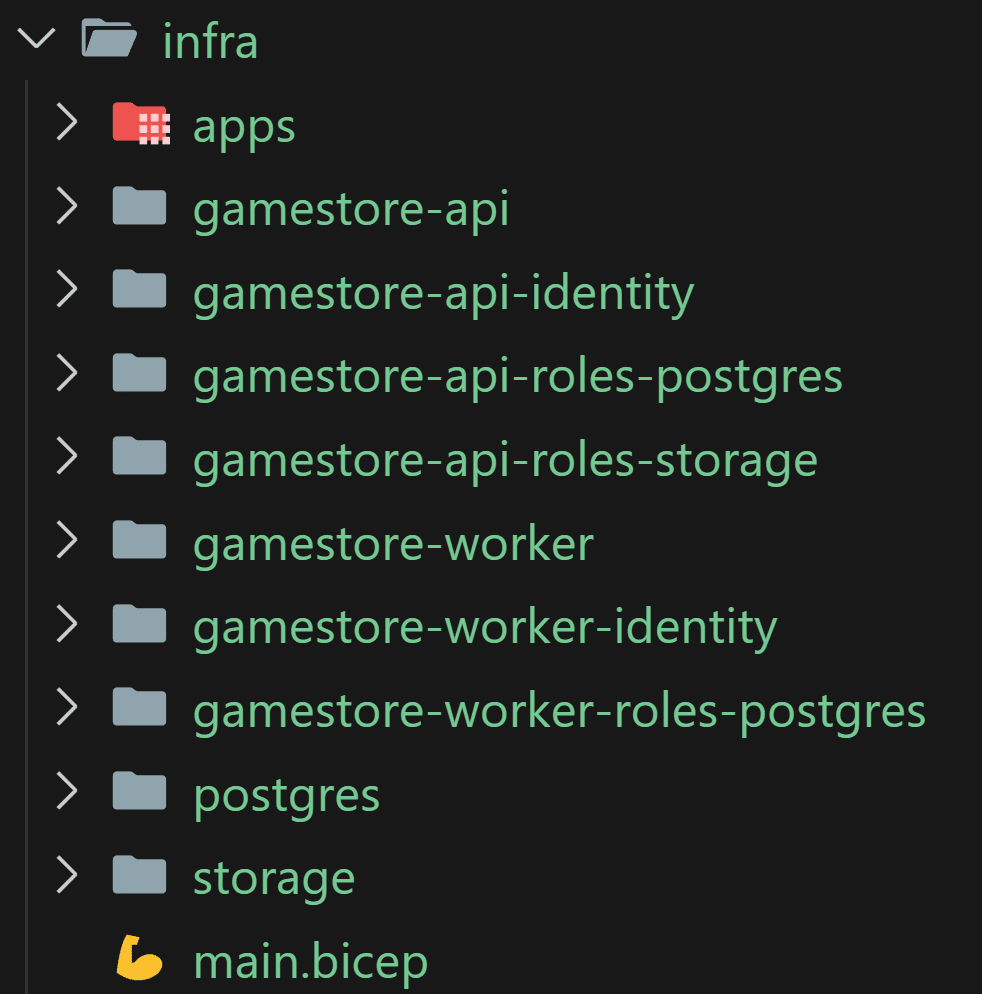 infra
apps
gamestore-api
gamestore-api-identity
gamestore-api-roles-postgres
gamestore-api-roles-storage
gamestore-worker
gamestore-worker-identity
gamestore-worker-roles-postgres
postgres
storage
main.bicep